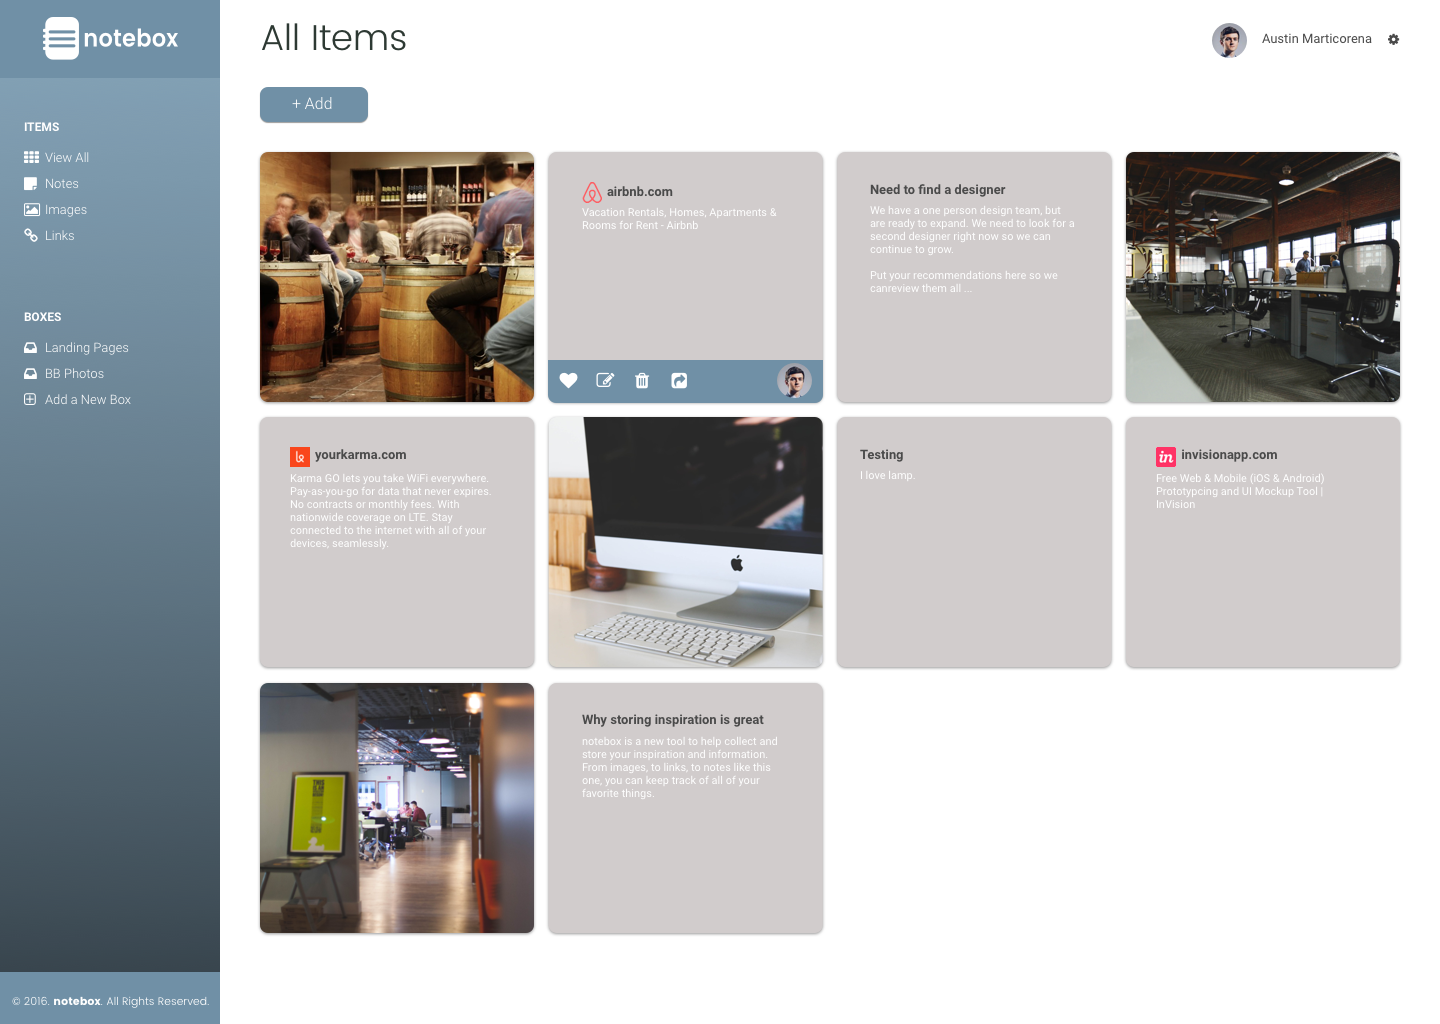 notebox
All Items
Austin Marticorena
+ Add
ITEMS
View All
Notes
Images
Links
BOXES
Landing Pages
BB Photos
Add a New Box
airbnb.com
Vacation Rentals, Homes, Apartments &
Rooms for Rent - Airbnb
Need to find a designer
We have a one person design team, but
are ready to expand. We need to look for a
second designer right now so we can
continue to grow.
Put your recommendations here so we
canreview them all ...
yourkarma.com
Karma GO lets you take WiFi everywhere.
Pay-as-you-go for data that never expires.
No contracts or monthly fees. With
nationwide coverage on LTE. Stay
connected to the internet with all of your
devices, seamlessly.
Testing
I love lamp.
in
invisionapp.com
Free Web & Mobile (iOS & Android)
Prototypcing and UI Mockup Tool |
InVision
THIS
Why storing inspiration is great
notebox is a new tool to help collect and
store your inspiration and information.
From images, to links, to notes like this
one, you can keep track of all of your
favorite things.
© 2016. notebox. All Rights Reserved.